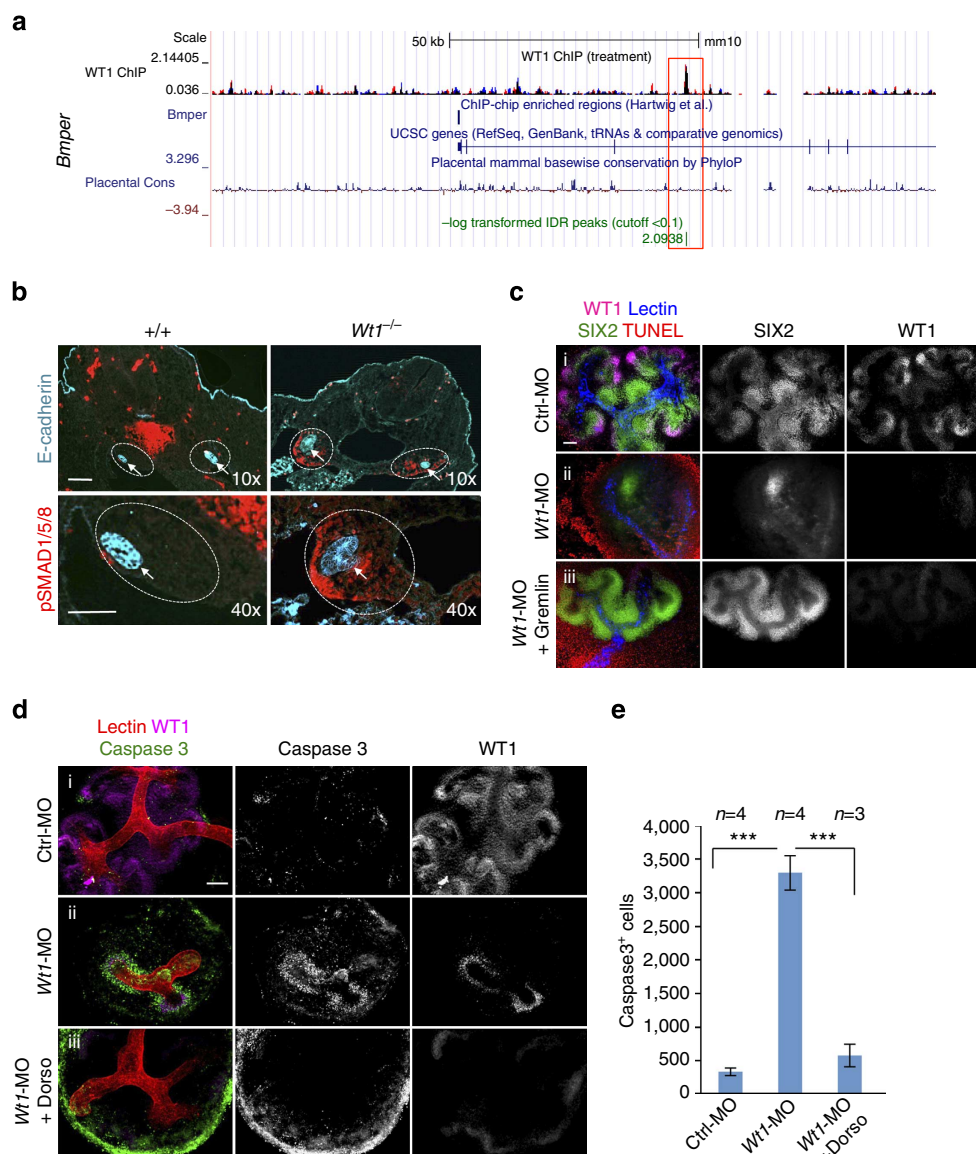 a
Scale
50 kb
mm10
2.14405
WT1 ChIP (treatment)
WT1 ChIP
0.036
ChIP-chip enriched regions (Hartwig et al.)
Bmper
UCSC genes (RefSeq, GenBank, tRNAs & comparative genomics)
Bmper
3.296
Placental mammal basewise conservation by PhyloP
Placental Cons
–3.94
–log transformed IDR peaks (cutoff <0.1)
2.0938
b
+/+
Wt1–/–
E-cadherin
pSMAD1/5/8
10x
10x
40x
40x
c
WT1 Lectin
SIX2 TUNEL
SIX2
WT1
Ctrl-MO
i
Wt1-MO
ii
Wt1-MO
+ Gremlin
iii
d
Lectin WT1
Caspase 3
Caspase 3
WT1
Ctrl-MO
i
Wt1-MO
ii
Wt1-MO
+ Dorso
iii
e
n=4
n=4
n=3
4,000
3,500
3,000
2,500
2,000
1,500
1,000
500
0
***
***
Caspase3+ cells
Ctrl-MO
Wt1-MO
Wt1-MO
+Dorso